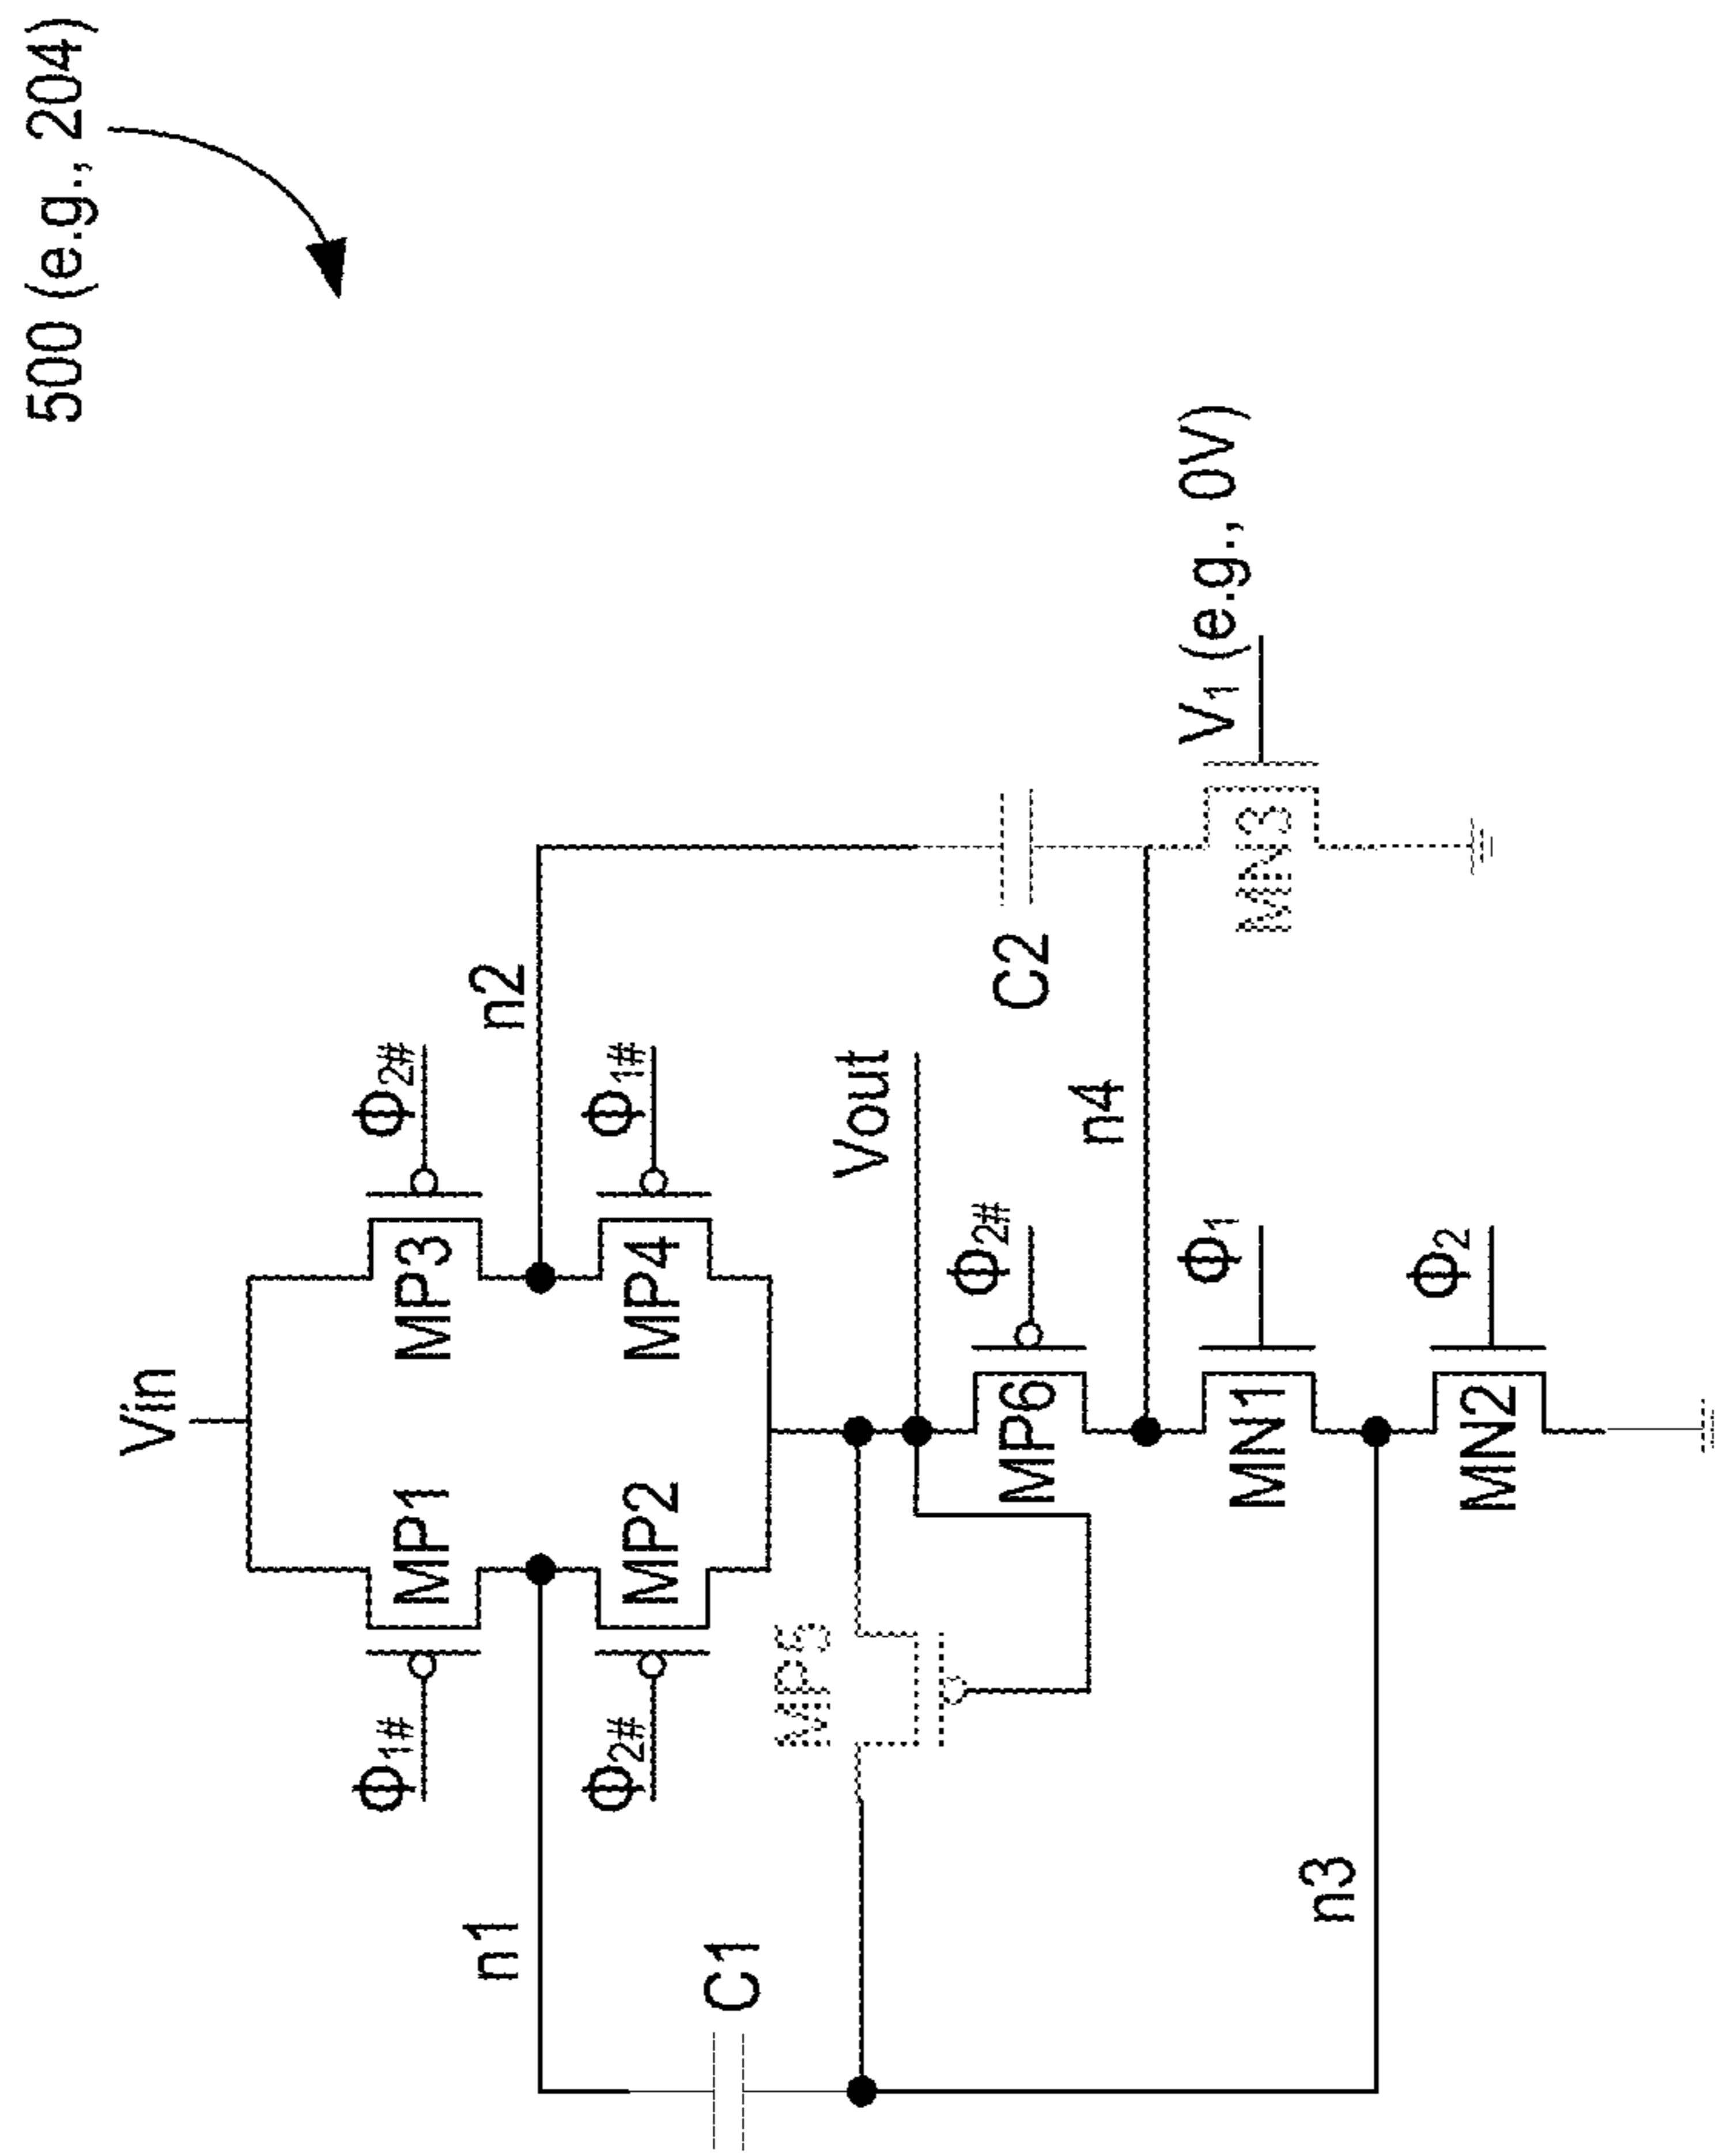 500 (e.g., 204)
Vin
Φ1#
MP1
MP3
Φ2#
n1
n2
Φ2#
MP2
MP4
Φ1#
C1
MP5
Vout
MP6
Φ2#
C2
n4
MN1
Φ1
MN3
V1 (e.g., 0V)
n3
MN2
Φ2